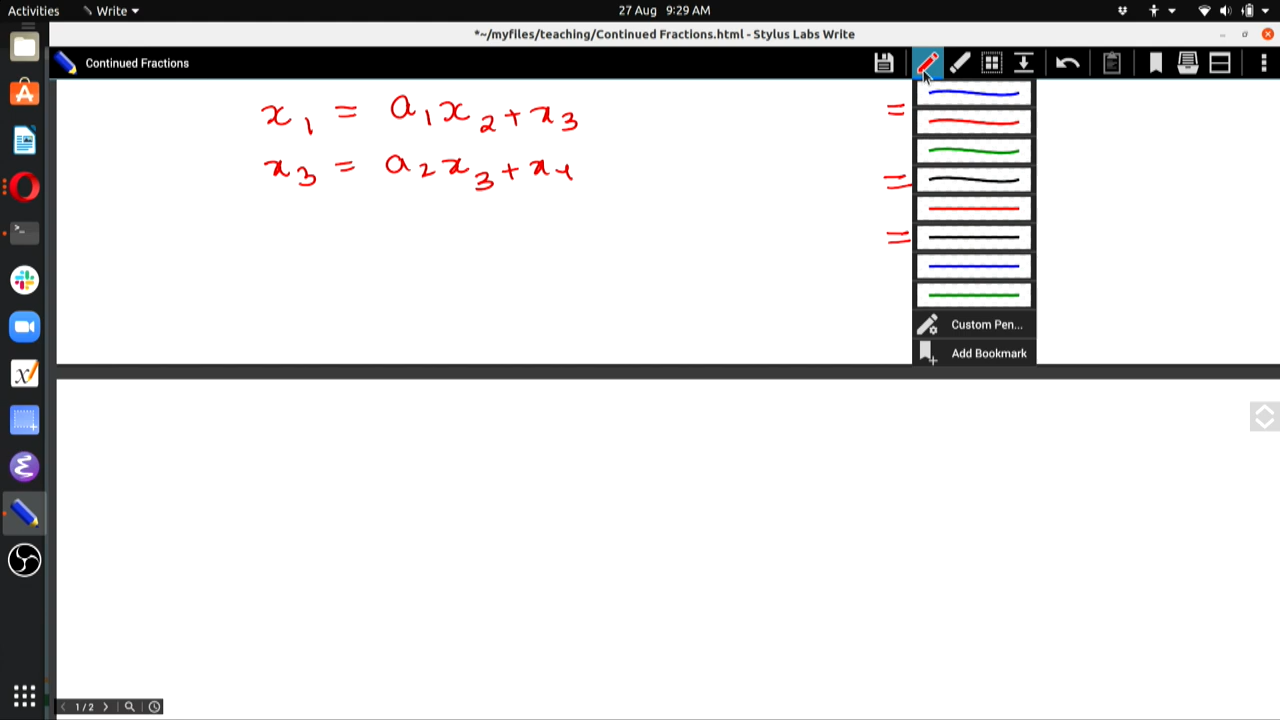 Activities Write 27 Aug 9:29 AM
*~/myfiles/teaching/Continued Fractions.html - Stylus Labs Write
Continued Fractions
x₁ = a₁x₂+x₃ =
x₃ = a₂x₃+x₄ =
=
Custom Pen...
Add Bookmark
1/2